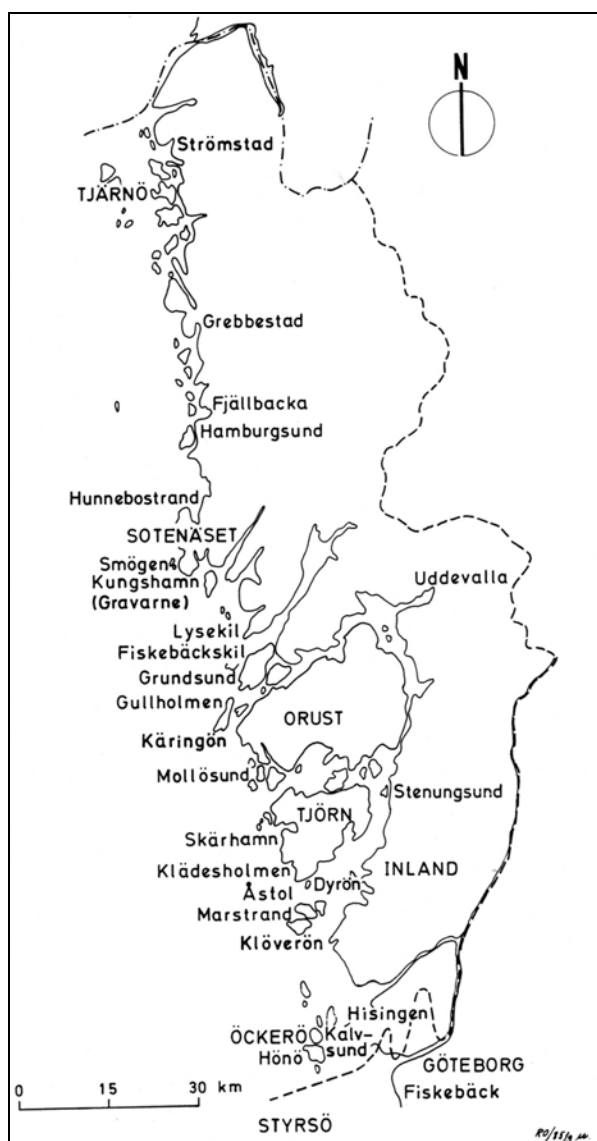 N
Strömstad
TJÄRNÖ
Grebbestad
Fjällbacka
Hamburgsund
Hunnebostrand
SOTENÄSET
Smögen
Kungshamn
(Gravarne)
Uddevalla
Lysekil
Fiskebäckskil
Grundsund
Gullholmen
ORUST
Käringön
Mollösund
Stenungsund
TJÖRN
Skärhamn
Klädesholmen
INLAND
Dyrön
Åstol
Marstrand
Klöverön
Hisingen
ÖCKERÖ
Kalv-
sund
Hönö
GÖTEBORG
Fiskebäck
0 15 30 km
STYRSÖ